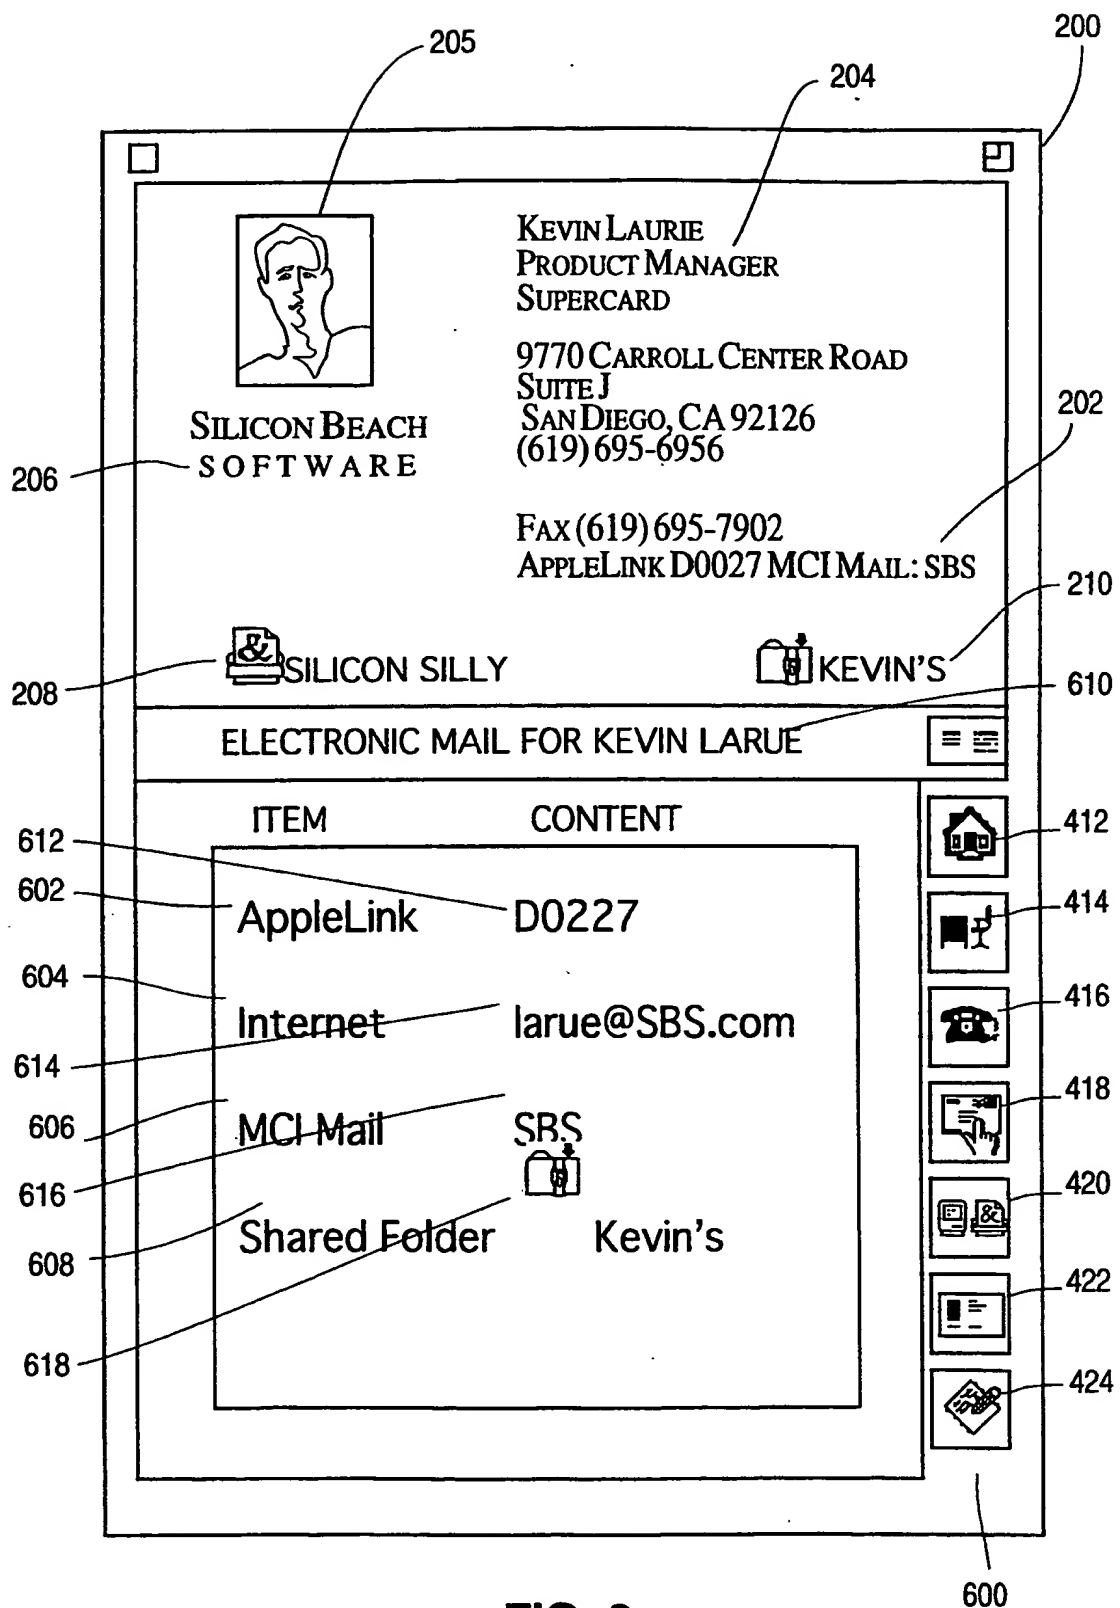 200
205
204
KEVIN LAURIE
PRODUCT MANAGER
SUPERCARD
9770 CARROLL CENTER ROAD
SUITE J
SAN DIEGO, CA 92126
(619) 695-6956
202
SILICON BEACH
SOFTWARE
206
FAX (619) 695-7902
APPLELINK D0027 MCI MAIL: SBS
210
& SILICON SILLY
KEVIN'S
208
610
ELECTRONIC MAIL FOR KEVIN LARUE
ITEM CONTENT
412
612
602
AppleLink D0227
414
604
Internet larue@SBS.com
416
614
606
MCI Mail SBS
418
616
420
&
608
Shared Folder Kevin's
422
618
424
600